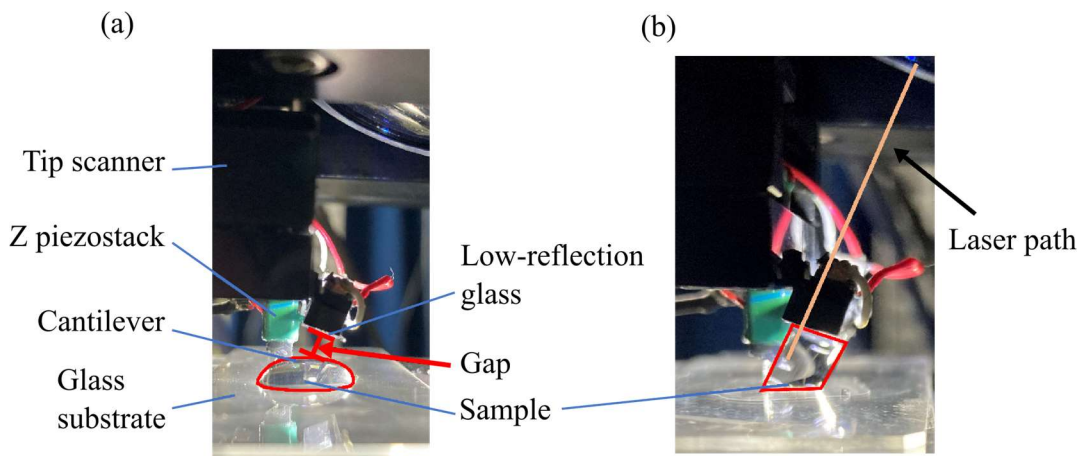 (a)
(b)
Tip scanner
Z piezostack
Cantilever
Glass
substrate
Low-reflection
glass
Gap
Sample
Laser path